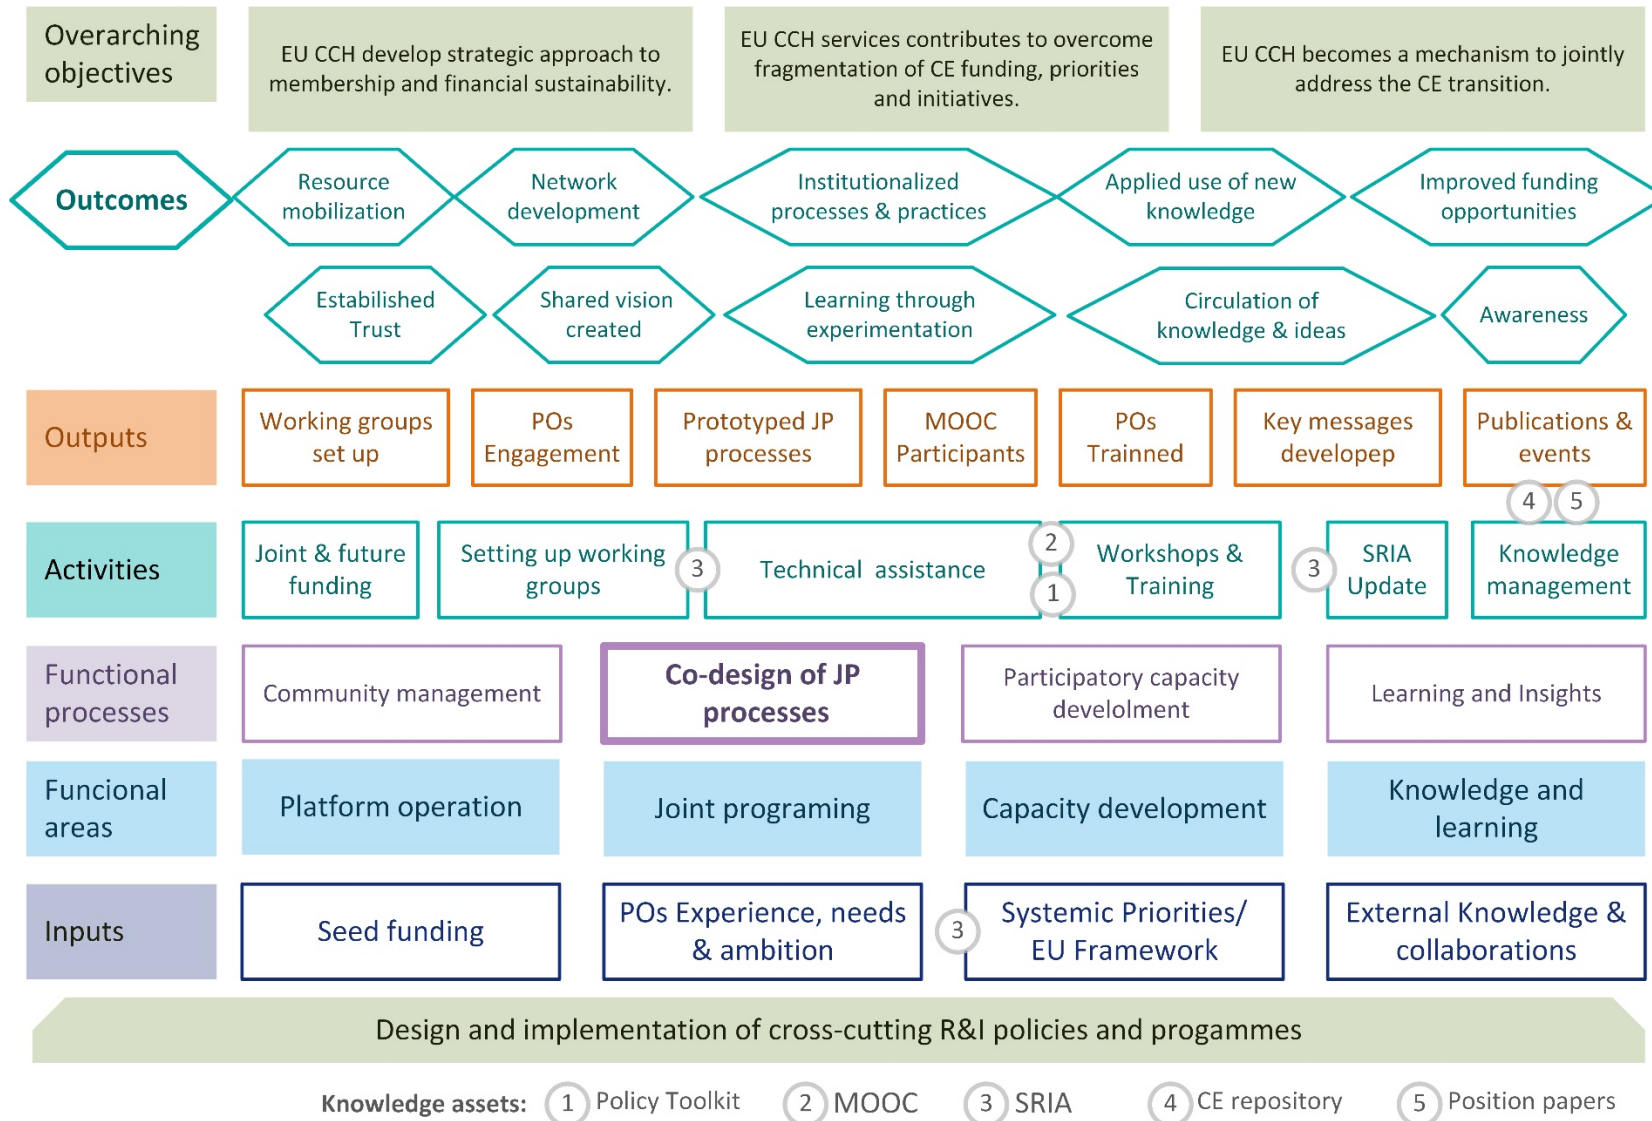 Overarching
objectives
EU CCH develop strategic approach to
membership and financial sustainability.
EU CCH services contributes to overcome
fragmentation of CE funding, priorities
and initiatives.
EU CCH becomes a mechanism to jointly
address the CE transition.
Outcomes
Resource
mobilization
Network
development
Institutionalized
processes & practices
Applied use of new
knowledge
Improved funding
opportunities
Estabilished
Trust
Shared vision
created
Learning through
experimentation
Circulation of
knowledge & ideas
Awareness
Outputs
Working groups
set up
POs
Engagement
Prototyped JP
processes
MOOC
Participants
POs
Trainned
Key messages
developep
Publications &
events
4 5
Activities
Joint & future
funding
Setting up working
groups
3
Technical assistance
2
1
Workshops &
Training
3
SRIA
Update
Knowledge
management
Functional
processes
Community management
Co-design of JP
processes
Participatory capacity
develolment
Learning and Insights
Funcional
areas
Platform operation
Joint programing
Capacity development
Knowledge and
learning
Inputs
Seed funding
POs Experience, needs
& ambition
3
Systemic Priorities/
EU Framework
External Knowledge &
collaborations
Design and implementation of cross-cutting R&I policies and progammes
Knowledge assets: 1 Policy Toolkit 2 MOOC 3 SRIA 4 CE repository 5 Position papers